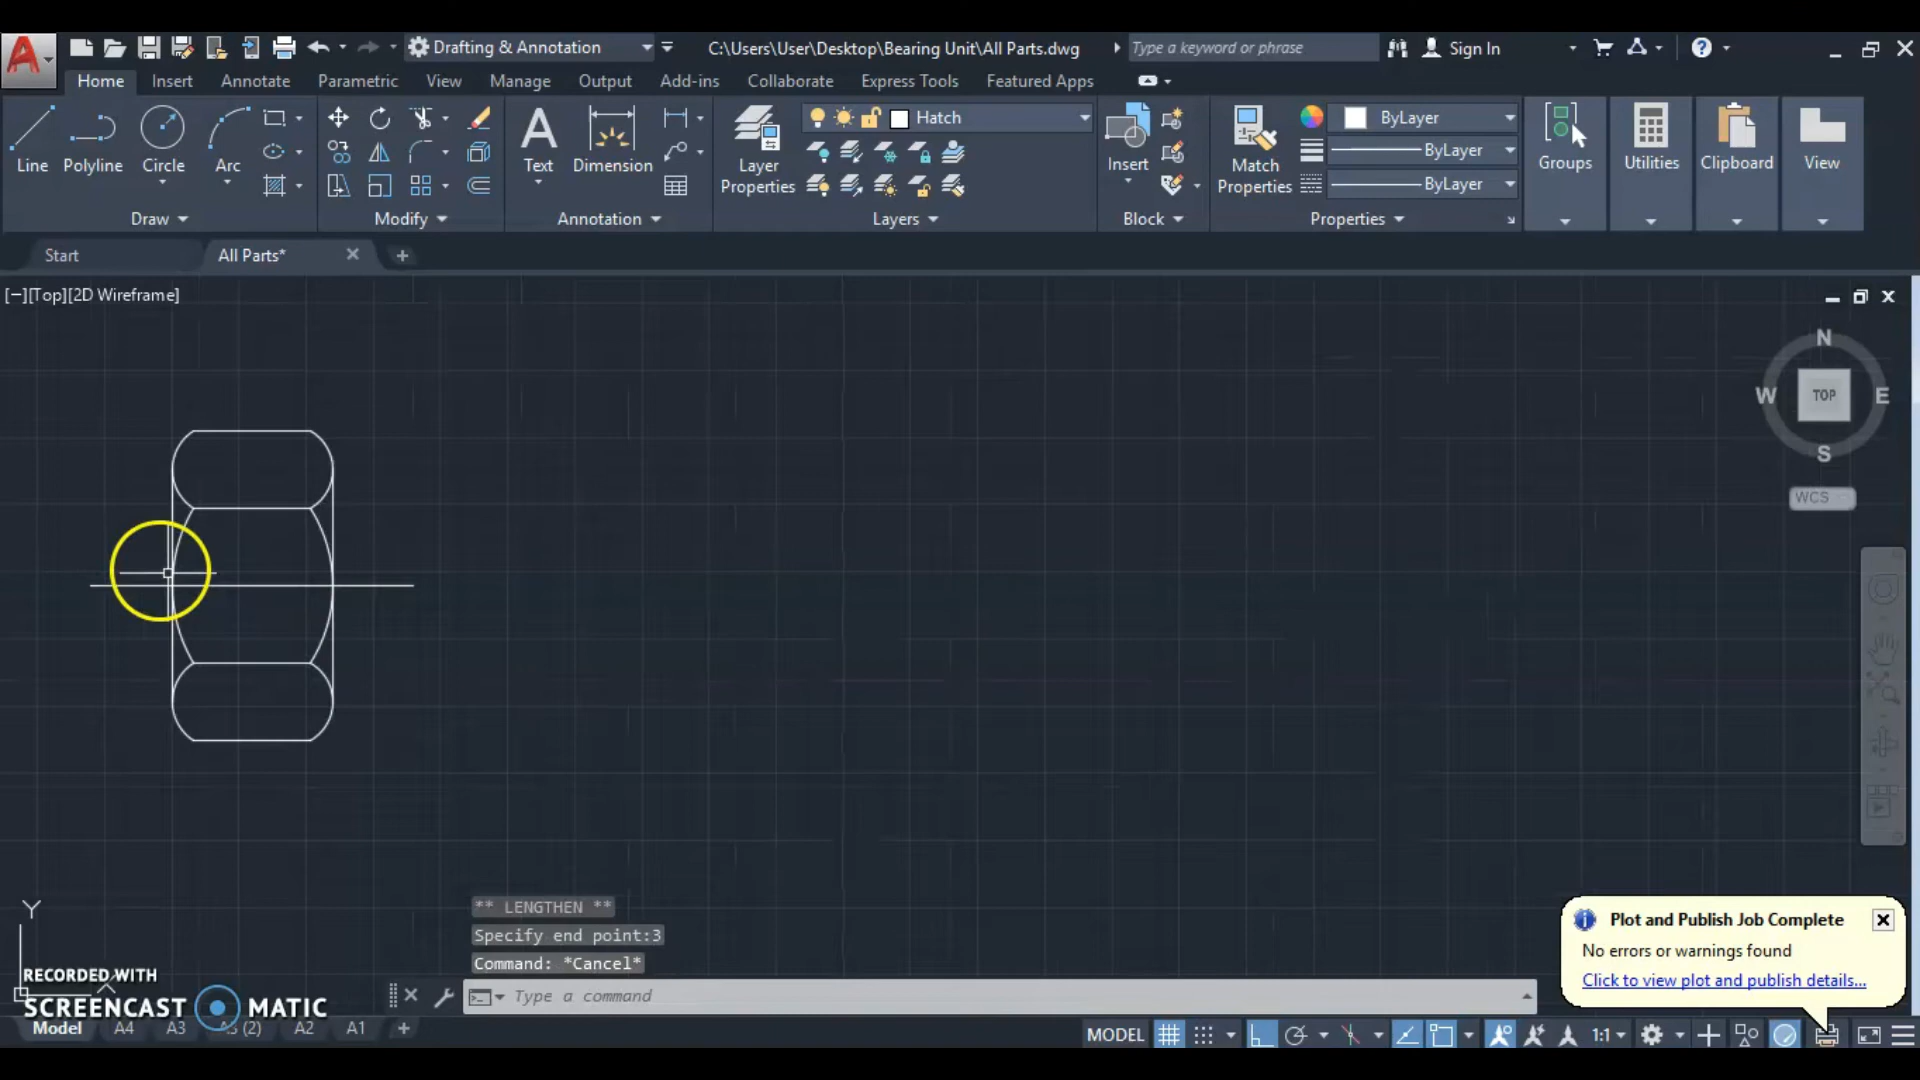 Drafting & Annotation
C:\Users\User\Desktop\Bearing Unit\All Parts.dwg
Type a keyword or phrase
Sign In
Home
Insert
Annotate
Parametric
View
Manage
Output
Add-ins
Collaborate
Express Tools
Featured Apps
Hatch
ByLayer
ByLayer
ByLayer
Line
Polyline
Circle
Arc
Text
Dimension
Layer
Properties
Insert
Match
Properties
Groups
Utilities
Clipboard
View
Draw
Modify
Annotation
Layers
Block
Properties
Start
All Parts*
[−][Top][2D Wireframe]
N
W
TOP
E
S
WCS
** LENGTHEN **
Specify end point:3
Command: *Cancel*
Type a command
Plot and Publish Job Complete
No errors or warnings found
Click to view plot and publish details...
Y
RECORDED WITH
SCREENCAST MATIC
Model
A4
A3
A3 (2)
A2
A1
MODEL
1:1